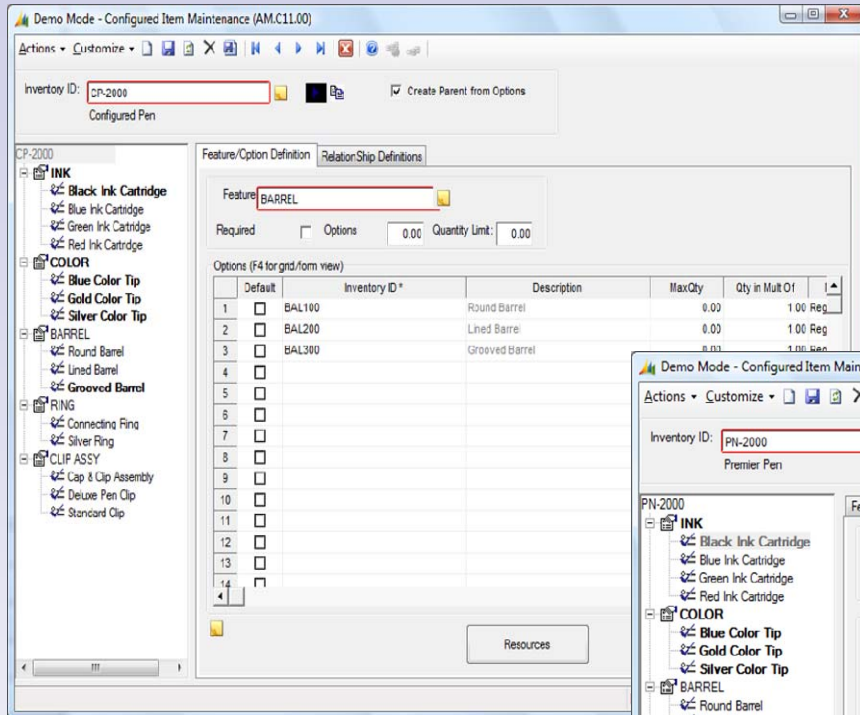 Demo Mode - Configured Item Maintenance (AM.C11.00)
Actions Customize
Inventory ID: CP-2000
Create Parent from Options
Configured Pen
CP-2000
INK
Black Ink Cartridge
Blue Ink Cartridge
Green Ink Cartridge
Red Ink Cartridge
COLOR
Blue Color Tip
Gold Color Tip
Silver Color Tip
BARREL
Round Barrel
Lined Barrel
Grooved Barrel
RING
Connecting Ring
Silver Ring
CLIP ASSY
Cap & Clip Assembly
Deluxe Pen Clip
Standard Clip
Feature/Option Definition RelationShip Definitions
Feature BARREL
Required Options 0.00 Quantity Limit: 0.00
Options (F4 for grid/form view)
Default Inventory ID * Description MaxQty Qty in Mult Of
1 BAL100 Round Barrel 0.00 1.00 Reg
2 BAL200 Lined Barrel 0.00 1.00 Reg
3 BAL300 Grooved Barrel 0.00 1.00 Reg
4
5
6
7
8
9
10
11
12
13
14
Resources
Demo Mode - Configured Item Main
Actions Customize
Inventory ID: PN-2000
Premier Pen
PN-2000
Fe
INK
Black Ink Cartridge
Blue Ink Cartridge
Green Ink Cartridge
Red Ink Cartridge
COLOR
Blue Color Tip
Gold Color Tip
Silver Color Tip
BARREL
Round Barrel